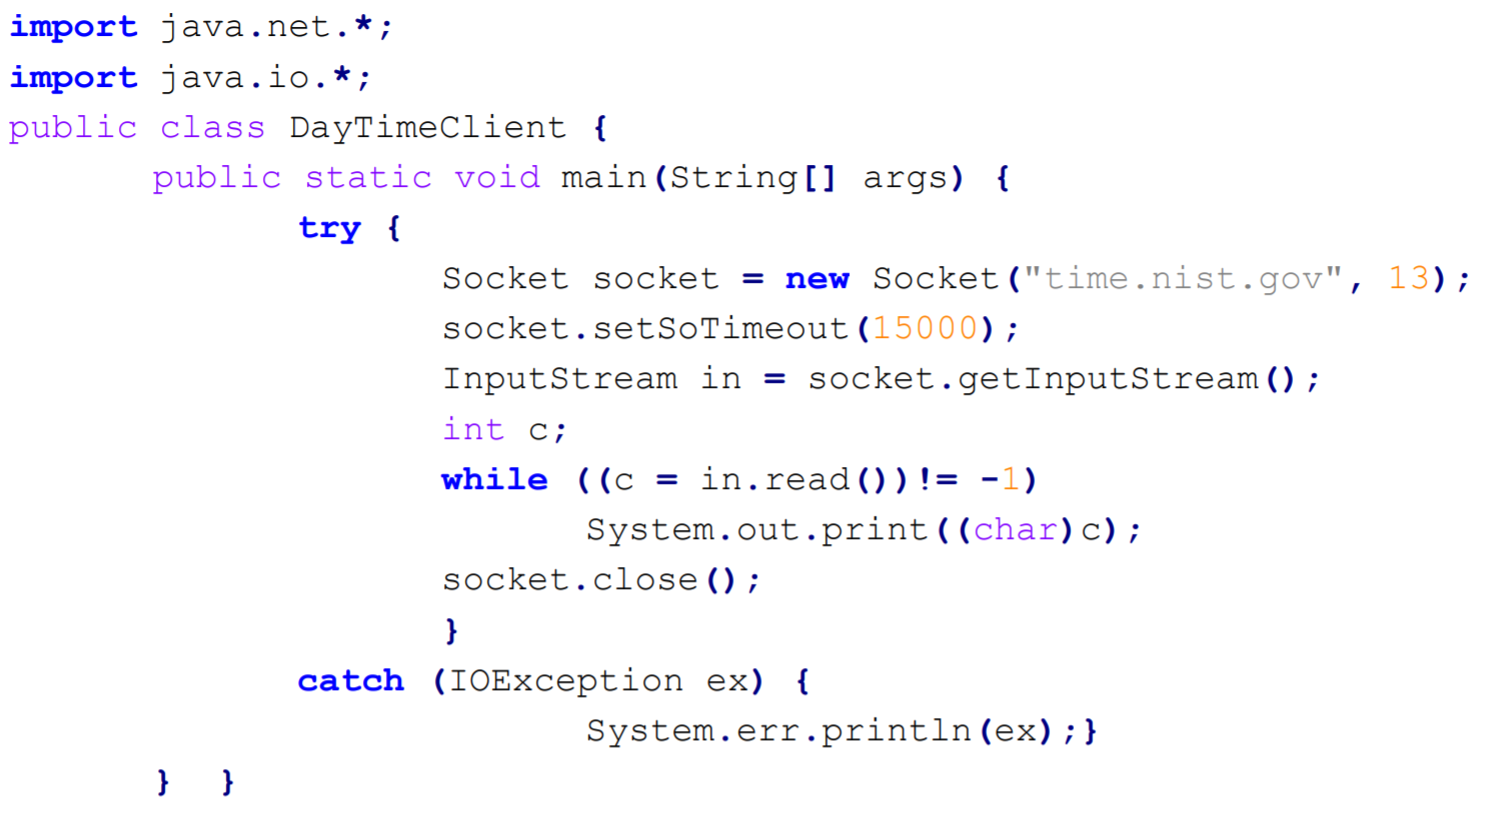 import java.net.*;
import java.io.*;
public class DayTimeClient {
public static void main(String[] args) {
try {
Socket socket = new Socket("time.nist.gov", 13);
socket.setSoTimeout(15000);
InputStream in = socket.getInputStream();
int c;
while ((c = in.read())!= -1)
System.out.print((char)c);
socket.close();
}
catch (IOException ex) {
System.err.println(ex);}
} }